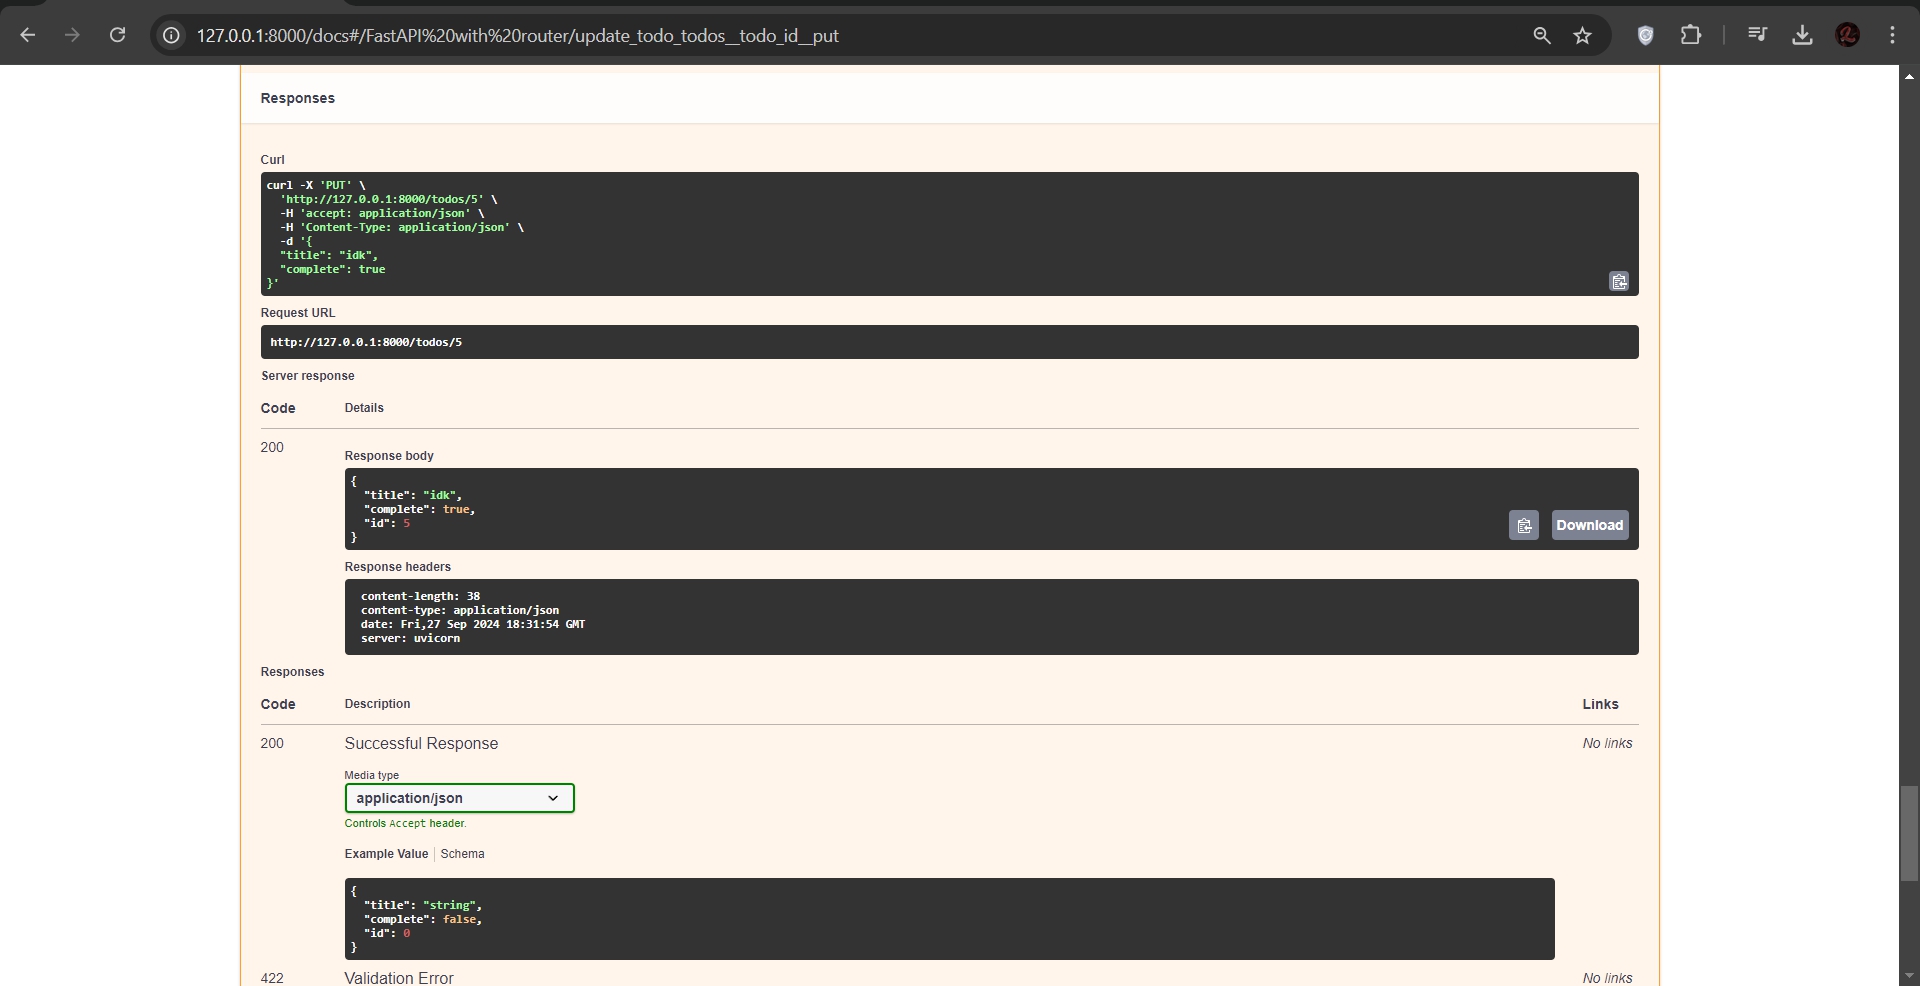 127.0.0.1:8000/docs#/FastAPI%20with%20router/update_todo_todos__todo_id__put
Responses
Curl
curl -X 'PUT' \
'http://127.0.0.1:8000/todos/5' \
-H 'accept: application/json' \
-H 'Content-Type: application/json' \
-d '{
"title": "idk",
"complete": true
}'
Request URL
http://127.0.0.1:8000/todos/5
Server response
Code Details
200
Response body
{
"title": "idk",
"complete": true,
"id": 5
}
Download
Response headers
content-length: 38
content-type: application/json
date: Fri,27 Sep 2024 18:31:54 GMT
server: uvicorn
Responses
Code Description Links
200 Successful Response No links
Media type
application/json
Controls Accept header.
Example Value Schema
{
"title": "string",
"complete": false,
"id": 0
}
422 Validation Error No links